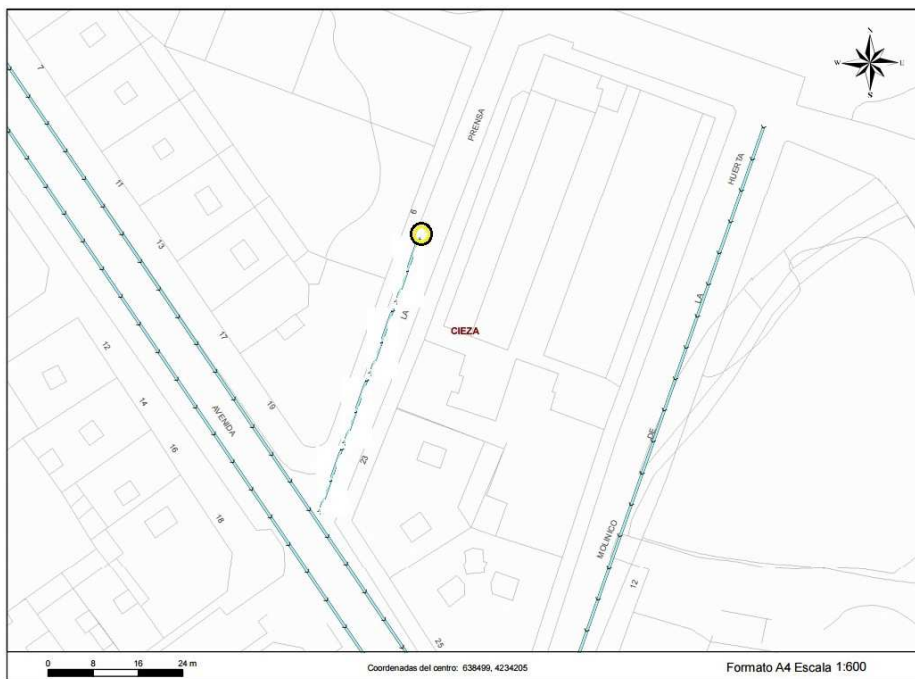 N
W E
S
7
PRENSA
HUERTA
11
6
13
LA
LA
CIEZA
17
12
19
14
AVENIDA
DE
16
23
18
MOLINICO
12
25
0 8 16 24 m
Coordenadas del centro: 638499, 4234205
Formato A4 Escala 1:600